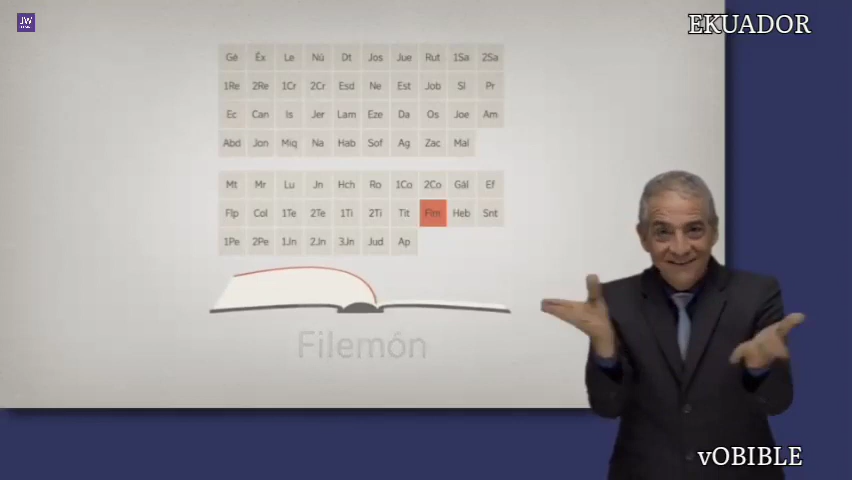 JW
EKUADOR
Gé Éx Le Nú Dt Jos Jue Rut 1Sa 2Sa
1Re 2Re 1Cr 2Cr Esd Ne Est Job Sl Pr
Ec Can Is Jer Lam Eze Da Os Joe Am
Abd Jon Miq Na Hab Sof Ag Zac Mal
Mt Mr Lu Jn Hch Ro 1Co 2Co Gál Ef
Flp Col 1Te 2Te 1Ti 2Ti Tit Flm Heb Snt
1Pe 2Pe 1Jn 2Jn 3Jn Jud Ap
Filemón
vOBIBLE